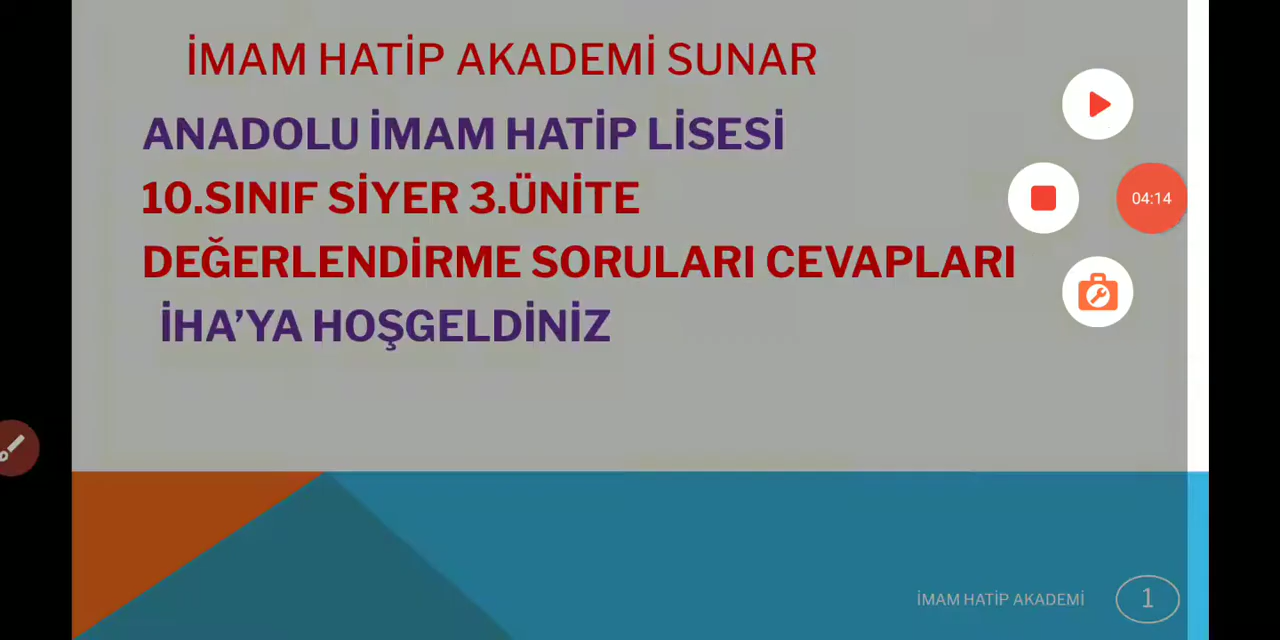 İMAM HATİP AKADEMİ SUNAR
ANADOLU İMAM HATİP LİSESİ
10.SINIF SİYER 3.ÜNİTE
04:14
DEĞERLENDİRME SORULARI CEVAPLARI
İHA’YA HOŞGELDİNİZ
İMAM HATİP AKADEMİ 1